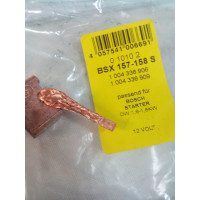 4 057541 006691
0 1010 2
BSX 157-158 S
1 004 336 908
1 004 336 909
passend für
BOSCH
STARTER
12 VOLT